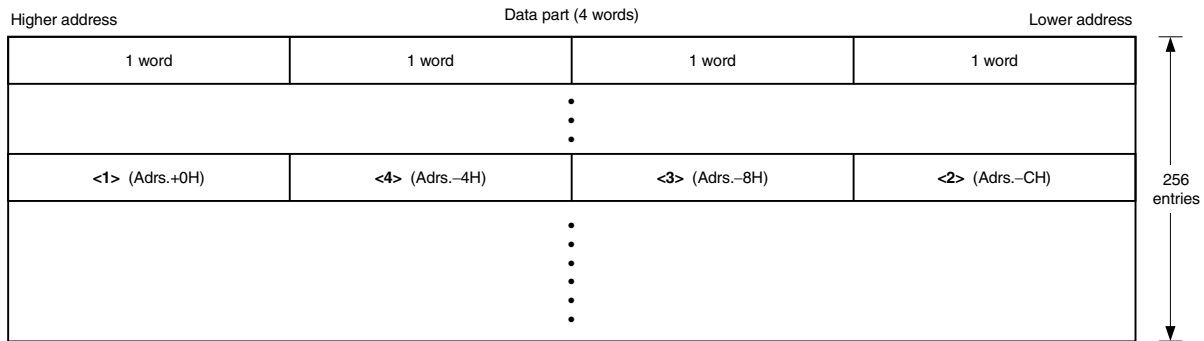 Higher address Data part (4 words) Lower address
1 word 1 word 1 word 1 word
<1> (Adrs.+0H) <4> (Adrs.−4H) <3> (Adrs.−8H) <2> (Adrs.−CH)
256
entries